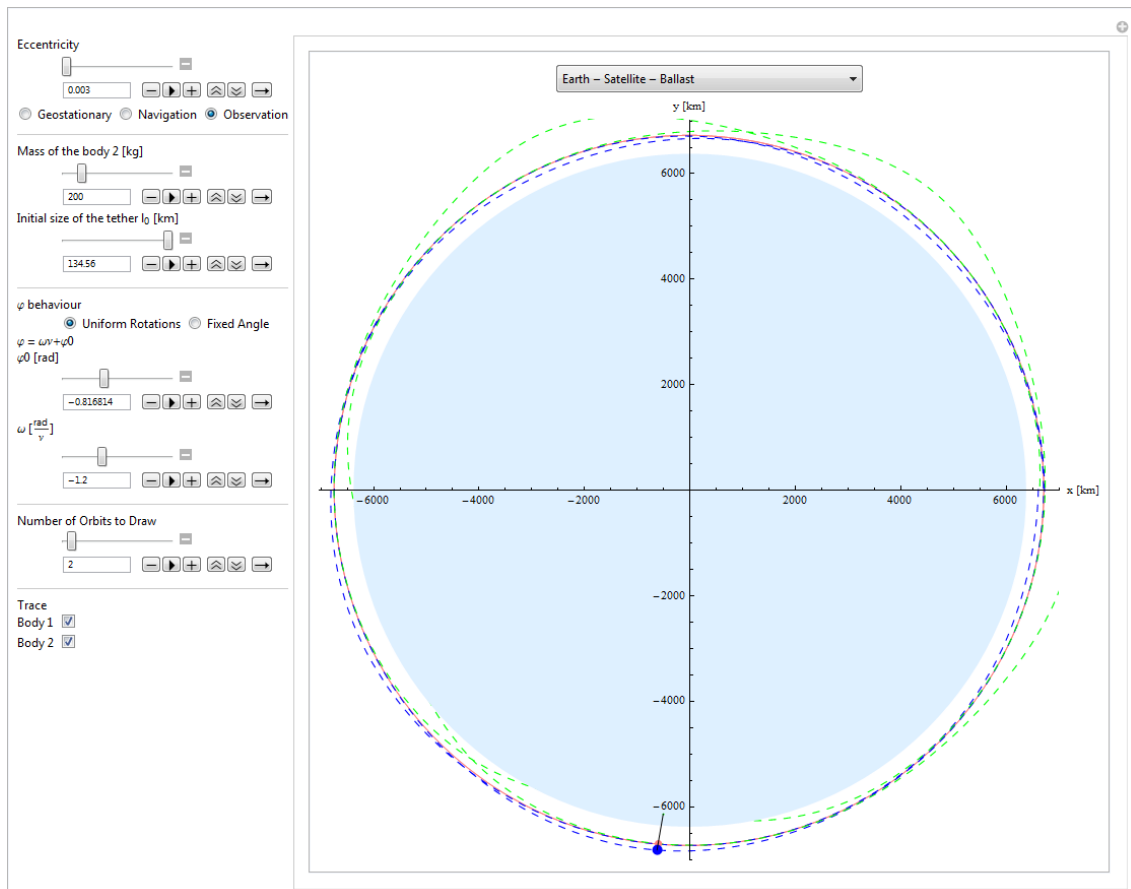 Eccentricity
0.003
Geostationary Navigation Observation
Mass of the body 2 [kg]
200
Initial size of the tether l0 [km]
134.56
φ behaviour
Uniform Rotations Fixed Angle
φ = ων+φ0
φ0 [rad]
−0.816814
ω [rad/ν]
−1.2
Number of Orbits to Draw
2
Trace
Body 1
Body 2
Earth – Satellite – Ballast
y [km]
6000
4000
2000
−6000 −4000 −2000 2000 4000 6000 x [km]
−2000
−4000
−6000